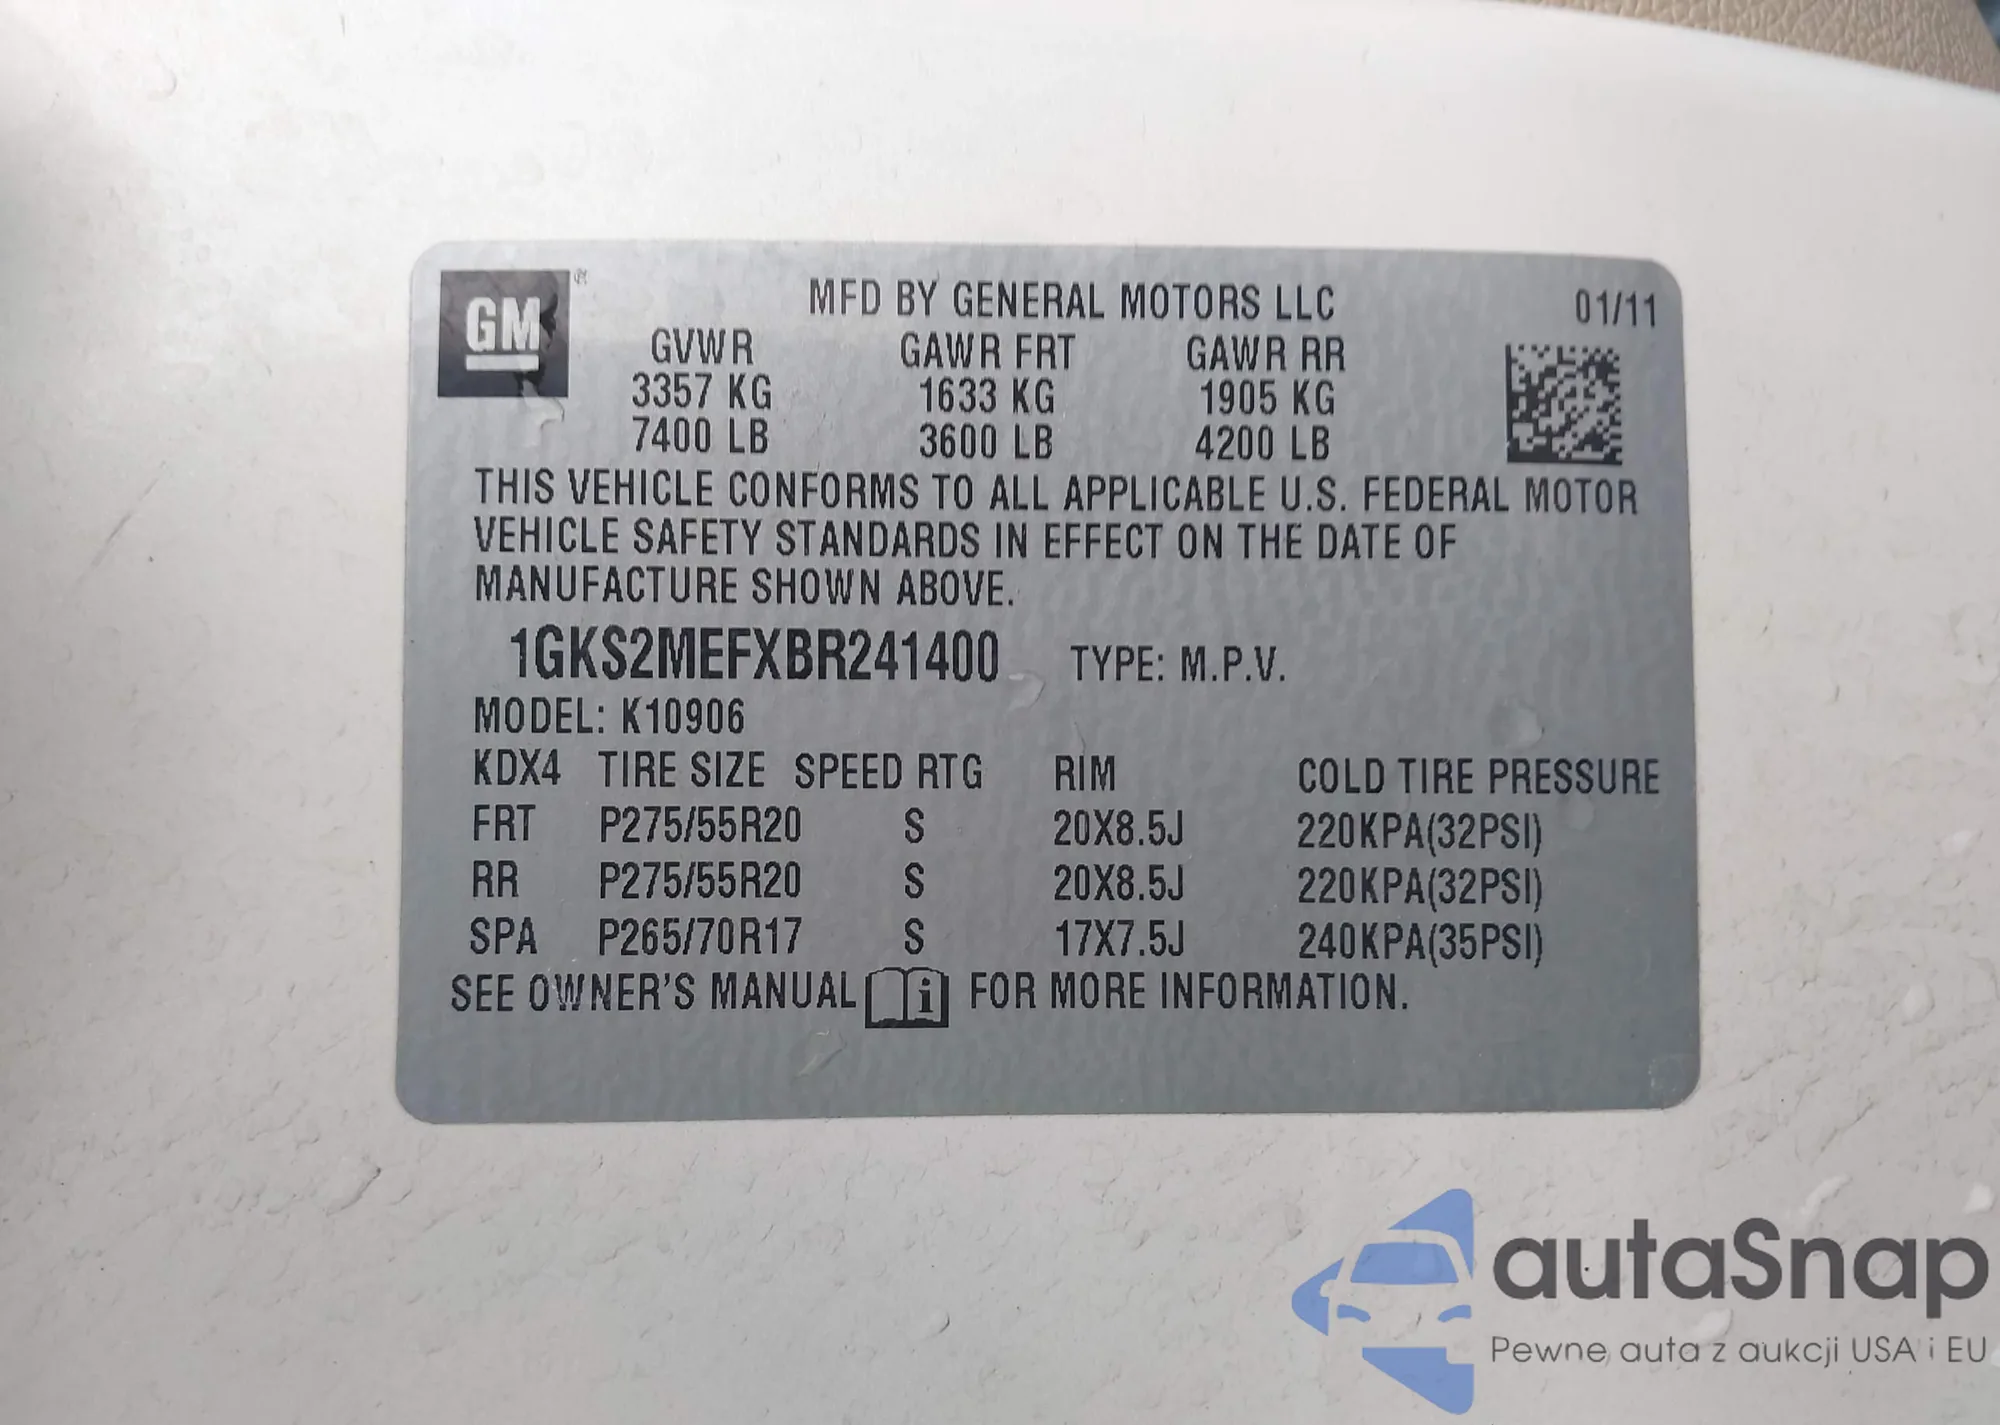 GM ®
MFD BY GENERAL MOTORS LLC 01/11
GVWR GAWR FRT GAWR RR
3357 KG 1633 KG 1905 KG
7400 LB 3600 LB 4200 LB
THIS VEHICLE CONFORMS TO ALL APPLICABLE U.S. FEDERAL MOTOR
VEHICLE SAFETY STANDARDS IN EFFECT ON THE DATE OF
MANUFACTURE SHOWN ABOVE.
1GKS2MEFXBR241400 TYPE: M.P.V.
MODEL: K10906
KDX4 TIRE SIZE SPEED RTG RIM COLD TIRE PRESSURE
FRT P275/55R20 S 20X8.5J 220KPA(32PSI)
RR P275/55R20 S 20X8.5J 220KPA(32PSI)
SPA P265/70R17 S 17X7.5J 240KPA(35PSI)
SEE OWNER'S MANUAL i FOR MORE INFORMATION.
autaSnap
Pewne auta z aukcji USA i EU